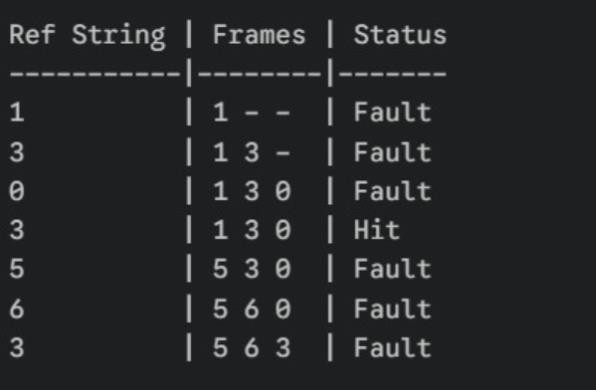 Ref String | Frames | Status
-----------|--------|-------
1          | 1 - -  | Fault
3          | 1 3 -  | Fault
0          | 1 3 0  | Fault
3          | 1 3 0  | Hit
5          | 5 3 0  | Fault
6          | 5 6 0  | Fault
3          | 5 6 3  | Fault